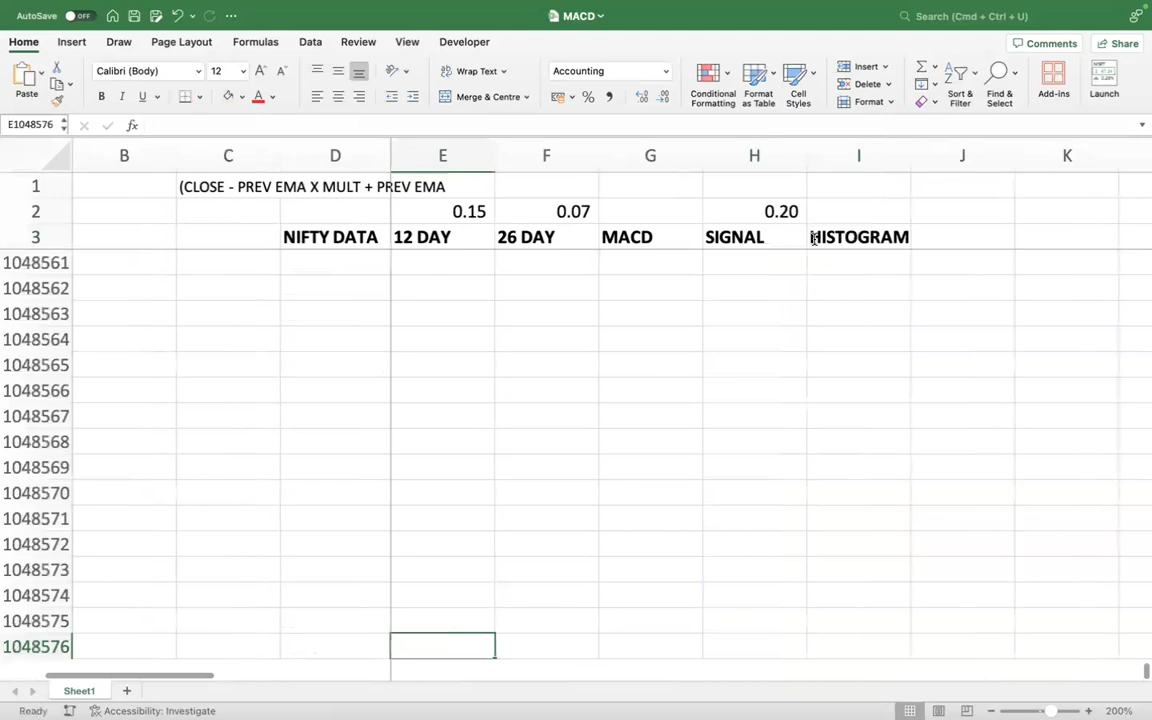 AutoSave OFF MACD Search (Cmd + Ctrl + U)
Home Insert Draw Page Layout Formulas Data Review View Developer Comments Share
Paste Calibri (Body) 12 A A Wrap Text Accounting Conditional Formatting Format as Table Cell Styles Insert Sort & Filter Find & Select Add-ins Launch
B I U A Merge & Centre % Delete
Format
E1048576 fx
B C D E F G H I J K
1 (CLOSE - PREV EMA X MULT + PREV EMA
2 0.15 0.07 0.20
3 NIFTY DATA 12 DAY 26 DAY MACD SIGNAL HISTOGRAM
1048561
1048562
1048563
1048564
1048565
1048566
1048567
1048568
1048569
1048570
1048571
1048572
1048573
1048574
1048575
1048576
Sheet1 +
Ready Accessibility: Investigate 200%